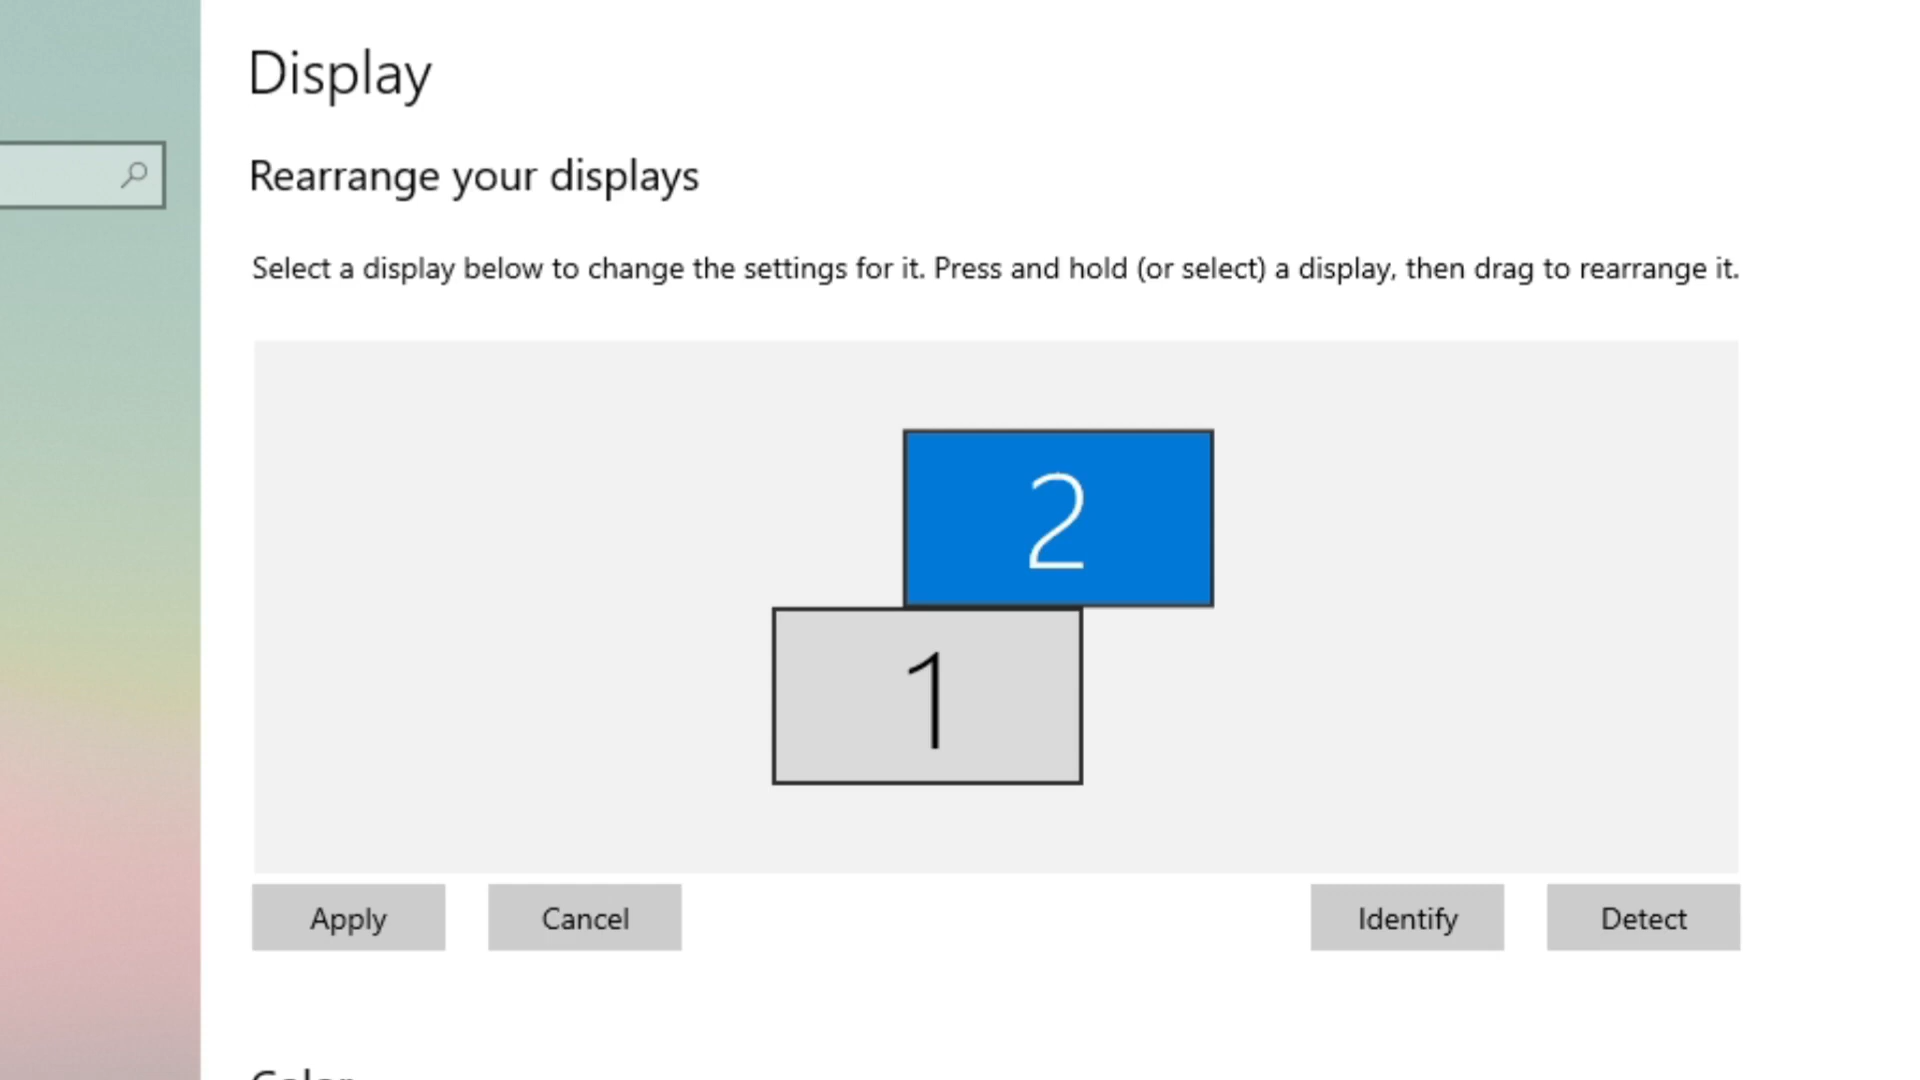 Display
Rearrange your displays
Select a display below to change the settings for it. Press and hold (or select) a display, then drag to rearrange it.
2
1
Apply Cancel Identify Detect
Color